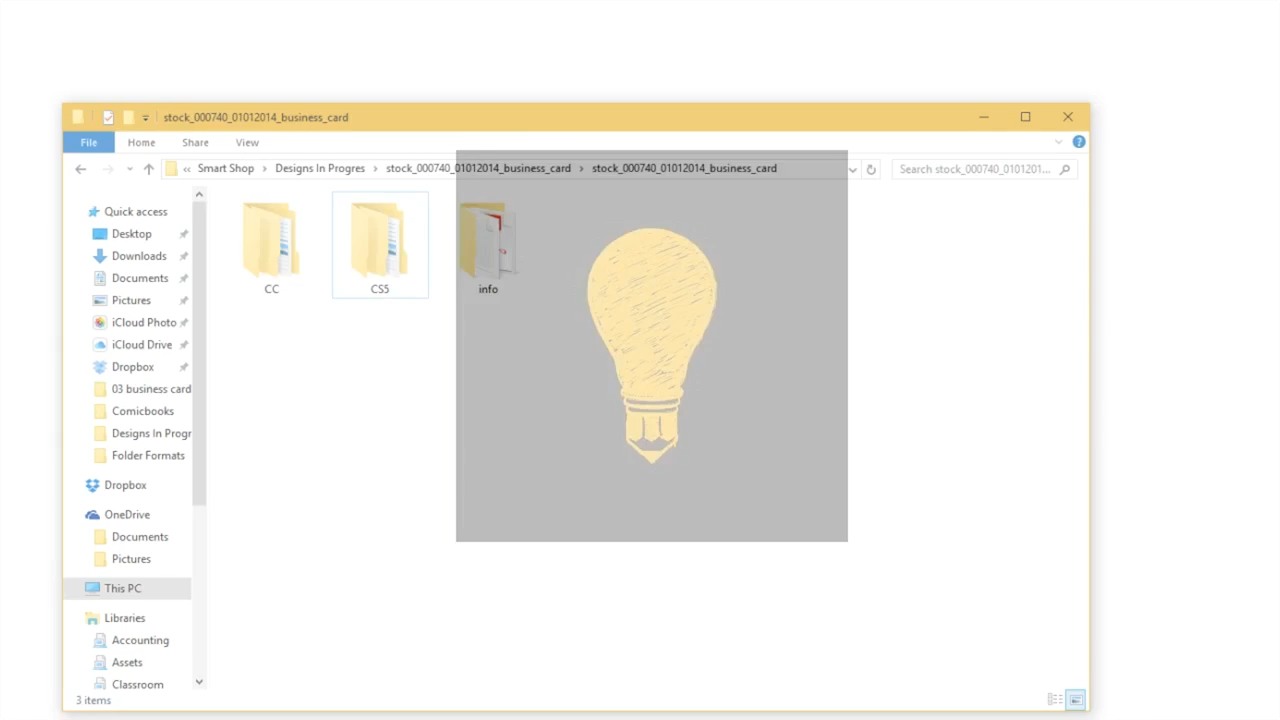 stock_000740_01012014_business_card
File Home Share View
« Smart Shop > Designs In Progres > stock_000740_01012014_business_card > stock_000740_01012014_business_card
Search stock_000740_0101201...
Quick access
Desktop
Downloads
Documents
Pictures
iCloud Photo
iCloud Drive
Dropbox
03 business card
Comicbooks
Designs In Progr
Folder Formats
Dropbox
OneDrive
Documents
Pictures
This PC
Libraries
Accounting
Assets
Classroom
CC
CS5
info
3 items